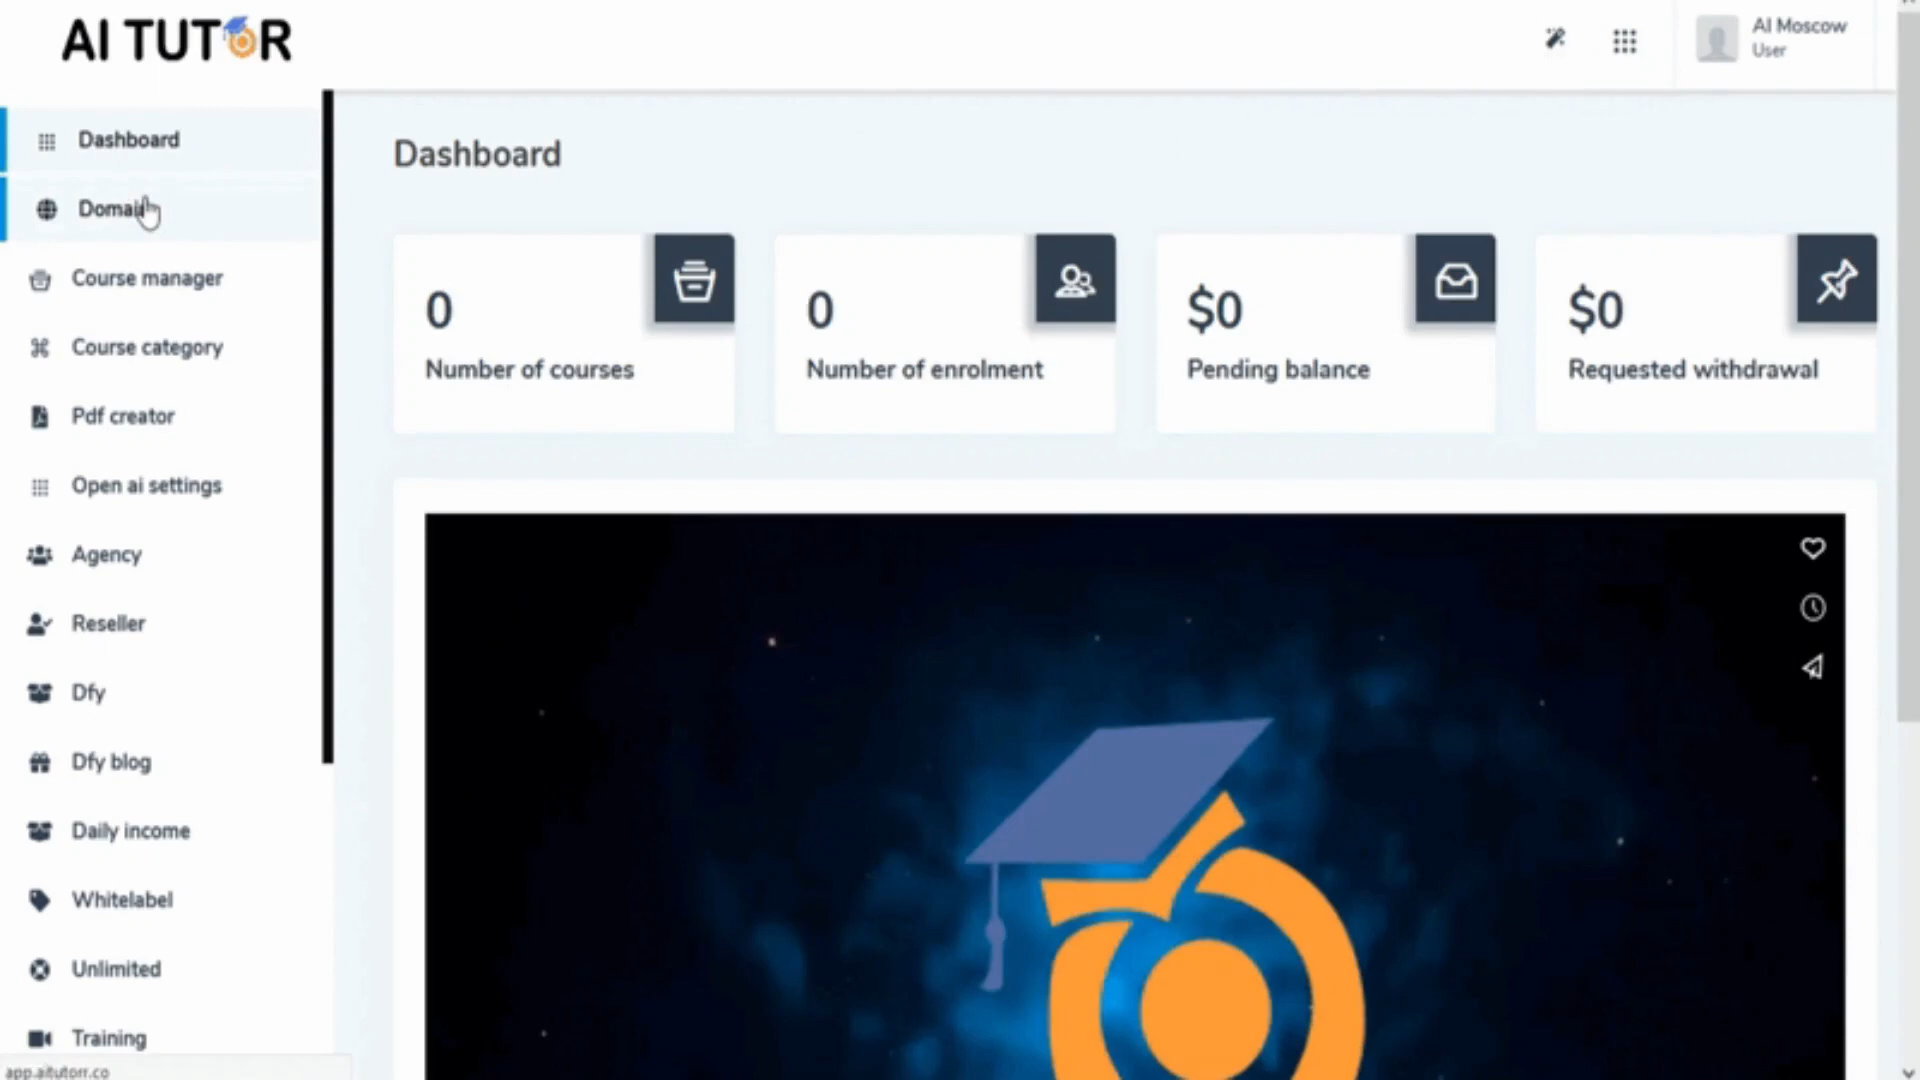 AI TUTOR
AI Moscow
User
Dashboard
Domain
Course manager
Course category
Pdf creator
Open ai settings
Agency
Reseller
Dfy
Dfy blog
Daily income
Whitelabel
Unlimited
Training
app.aitutorr.co
Dashboard
0
Number of courses
0
Number of enrolment
$0
Pending balance
$0
Requested withdrawal